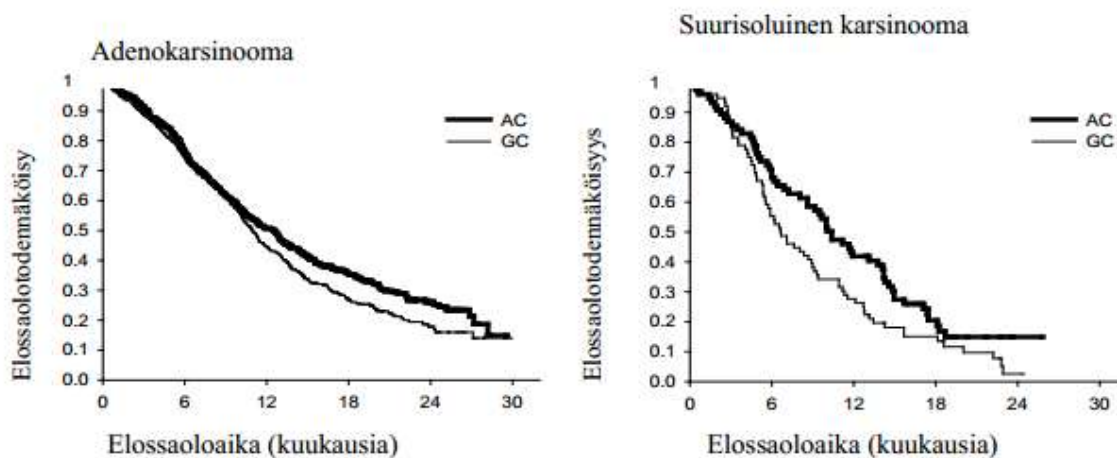 Adenokarsinooma
Elossaolotodennäköisy
1
0.9
0.8
0.7
0.6
0.5
0.4
0.3
0.2
0.1
0.0
0 6 12 18 24 30
AC
GC
Elossaoloaika (kuukausia)
Suurisoluinen karsinooma
Elossaolotodennäköisyys
1
0.9
0.8
0.7
0.6
0.5
0.4
0.3
0.2
0.1
0.0
0 6 12 18 24 30
AC
GC
Elossaoloaika (kuukausia)